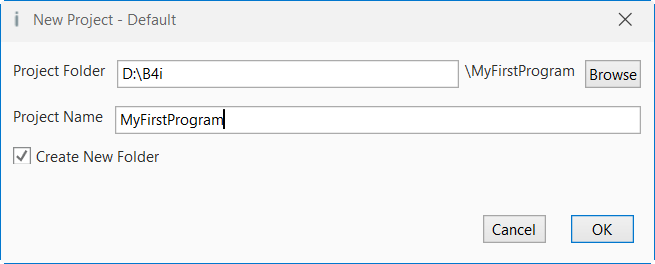 New Project - Default
Project Folder D:\B4i \MyFirstProgram Browse
Project Name MyFirstProgram
Create New Folder
Cancel OK